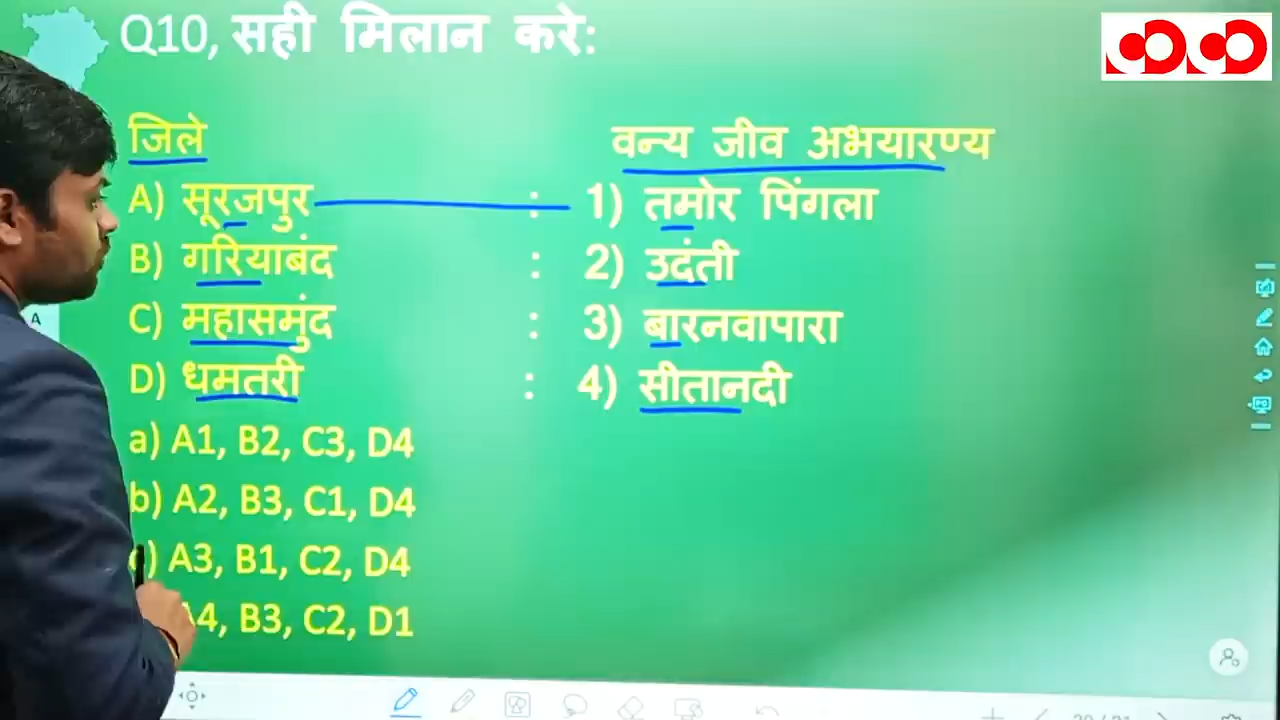 Q10, सही मिलान करे:
जिले
वन्य जीव अभयारण्य
A) सूरजपुर : 1) तमोर पिंगला
B) गरियाबंद : 2) उदंती
C) महासमुंद : 3) बारनवापारा
D) धमतरी : 4) सीतानदी
a) A1, B2, C3, D4
b) A2, B3, C1, D4
c) A3, B1, C2, D4
A4, B3, C2, D1
A